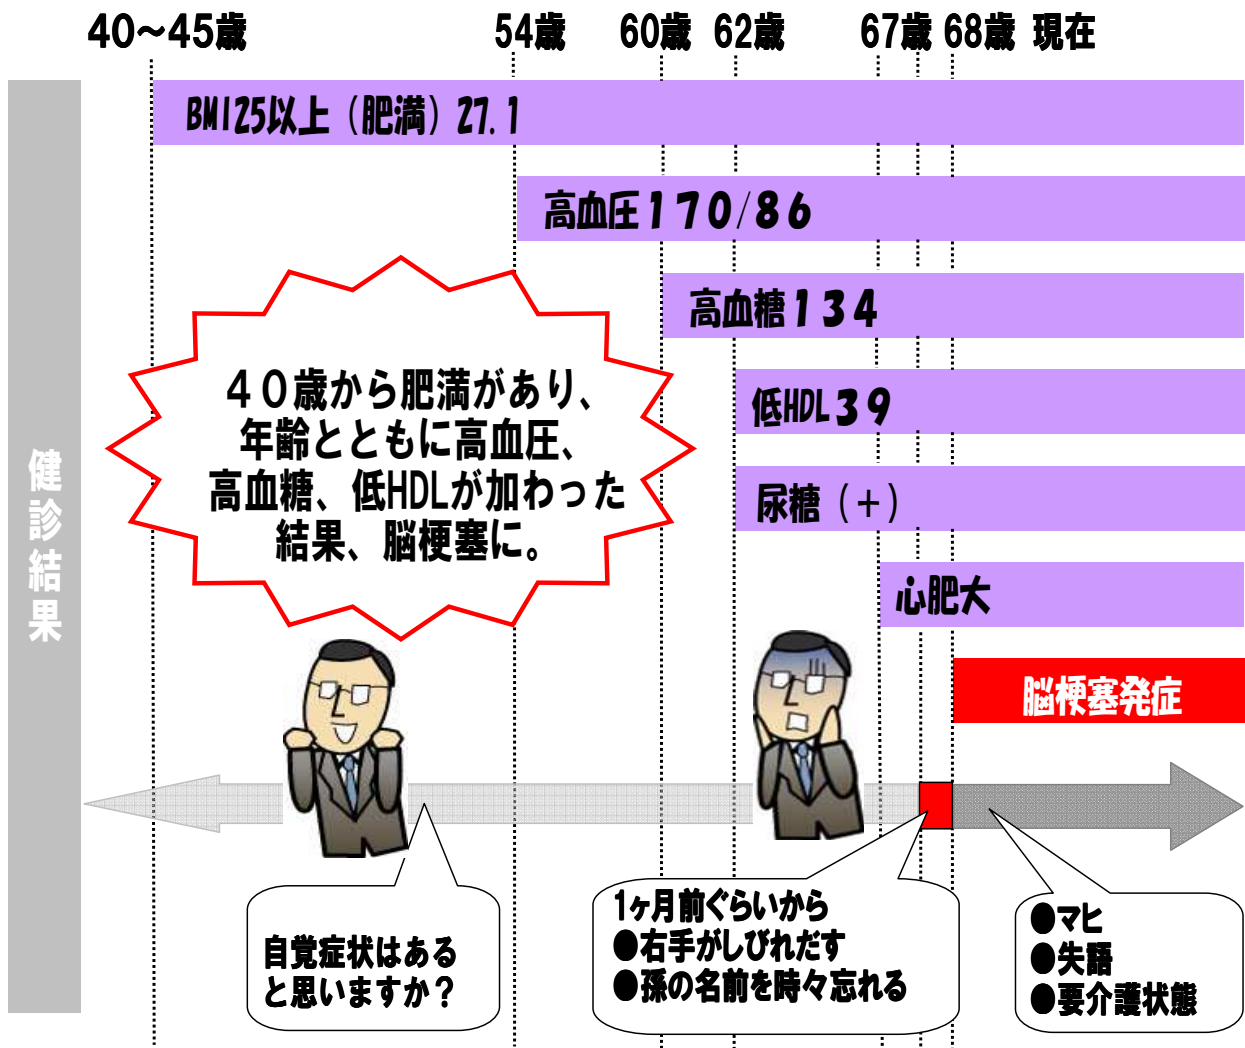 40～45歳 54歳 60歳 62歳 67歳 68歳 現在
健診結果
BMI25以上（肥満）27.1
高血圧１７０/８６
高血糖１３４
低HDL３９
尿糖（＋）
心肥大
脳梗塞発症
４０歳から肥満があり、
年齢とともに高血圧、
高血糖、低HDLが加わった
結果、脳梗塞に。
自覚症状はある
と思いますか？
1ヶ月前ぐらいから
●右手がしびれだす
●孫の名前を時々忘れる
●マヒ
●失語
●要介護状態